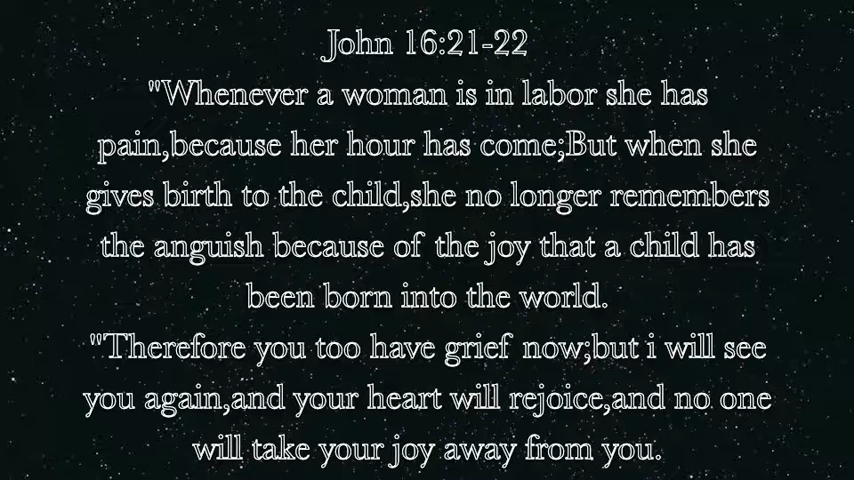 John 16:21-22
"Whenever a woman is in labor she has
pain,because her hour has come;But when she
gives birth to the child,she no longer remembers
the anguish because of the joy that a child has
been born into the world.
"Therefore you too have grief now;but i will see
you again,and your heart will rejoice,and no one
will take your joy away from you.